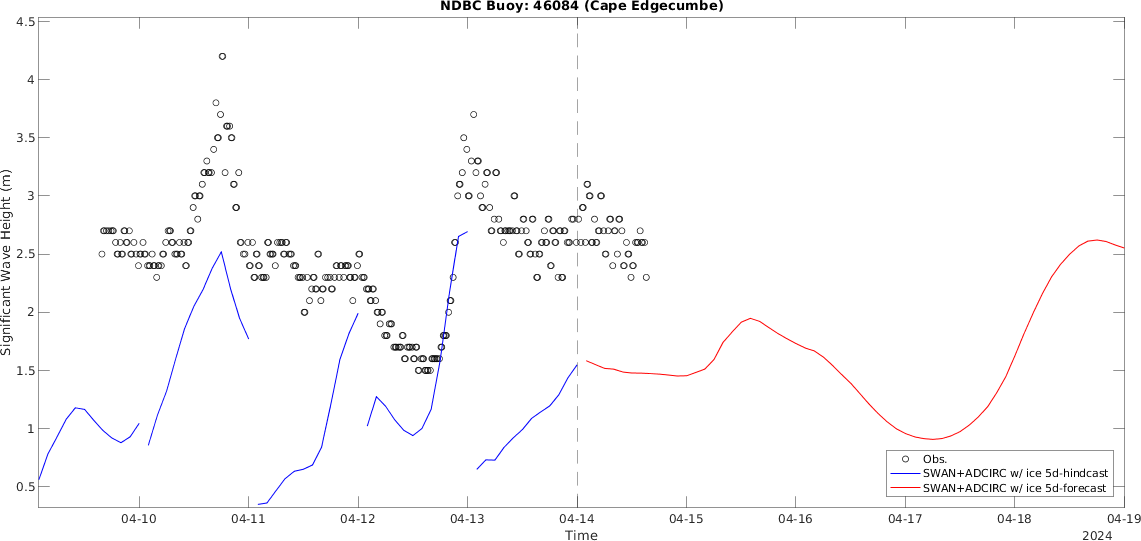 NDBC Buoy: 46084 (Cape Edgecumbe)
Significant Wave Height (m)
4.5
4
3.5
3
2.5
2
1.5
1
0.5
Obs.
SWAN+ADCIRC w/ ice 5d-hindcast
SWAN+ADCIRC w/ ice 5d-forecast
04-10 04-11 04-12 04-13 04-14 04-15 04-16 04-17 04-18 04-19
Time
2024